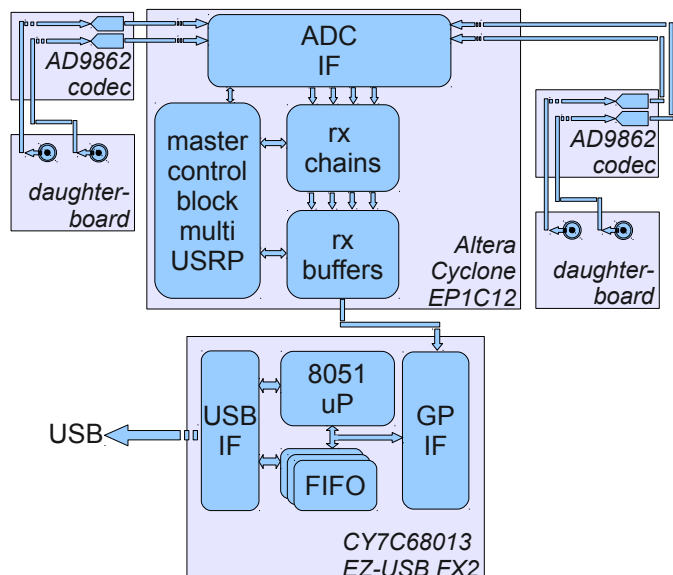 ADC
IF
AD9862
codec
daughter-
board
master
control
block
multi
USRP
rx
chains
rx
buffers
Altera
Cyclone
EP1C12
AD9862
codec
daughter-
board
USB
USB
IF
8051
uP
FIFO
GP
IF
CY7C68013
EZ-USB FX2